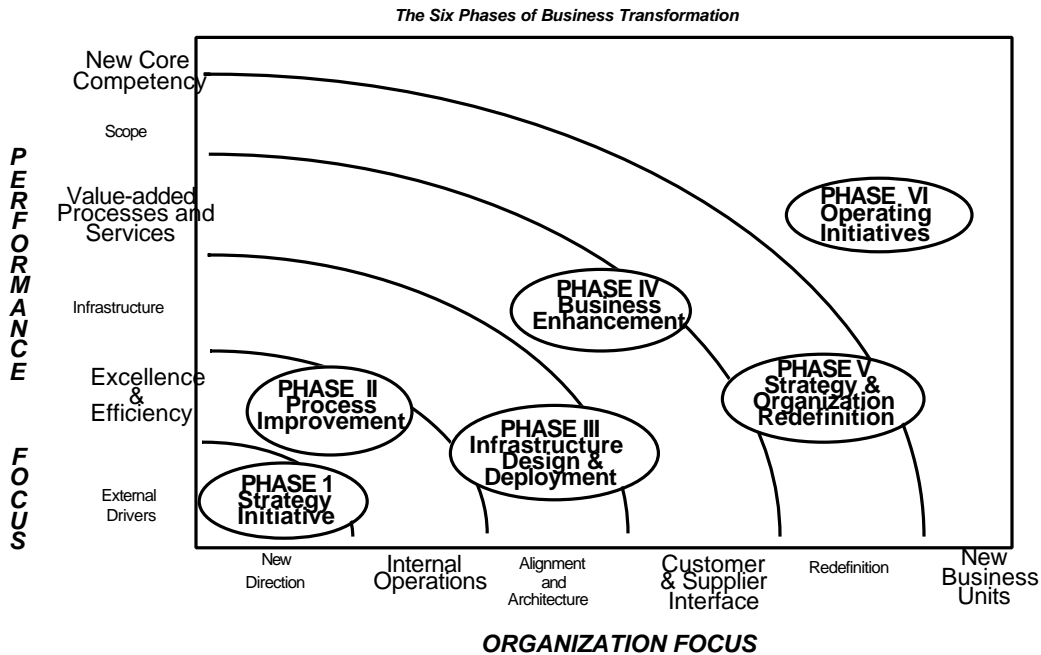 The Six Phases of Business Transformation
PERFORMANCE FOCUS
New Core
Competency
Scope
Value-added
Processes and
Services
Infrastructure
Excellence
&
Efficiency
External
Drivers
PHASE VI
Operating
Initiatives
PHASE IV
Business
Enhancement
PHASE V
Strategy &
Organization
Redefinition
PHASE II
Process
Improvement
PHASE III
Infrastructure
Design &
Deployment
PHASE 1
Strategy
Initiative
New
Direction
Internal
Operations
Alignment
and
Architecture
Customer
& Supplier
Interface
Redefinition
New
Business
Units
ORGANIZATION FOCUS